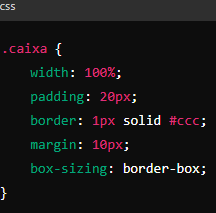 css
.caixa {
width: 100%;
padding: 20px;
border: 1px solid #ccc;
margin: 10px;
box-sizing: border-box;
}